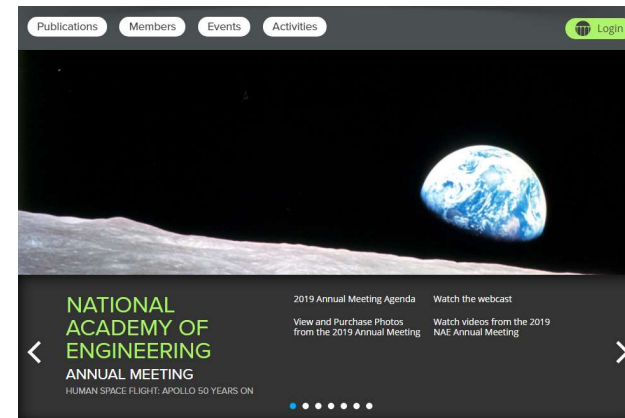 Publications Members Events Activities Login
NATIONAL
ACADEMY OF
ENGINEERING
ANNUAL MEETING
HUMAN SPACE FLIGHT: APOLLO 50 YEARS ON
2019 Annual Meeting Agenda
View and Purchase Photos
from the 2019 Annual Meeting
Watch the webcast
Watch videos from the 2019
NAE Annual Meeting